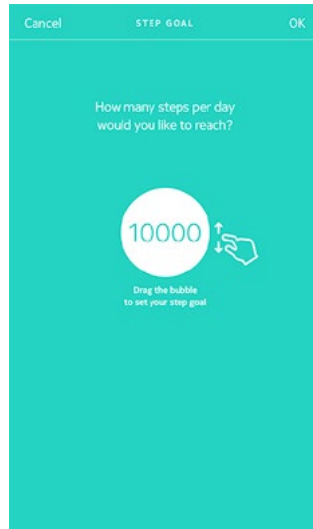 Cancel STEP GOAL OK
How many steps per day
would you like to reach?
10000
Drag the bubble
to set your step goal